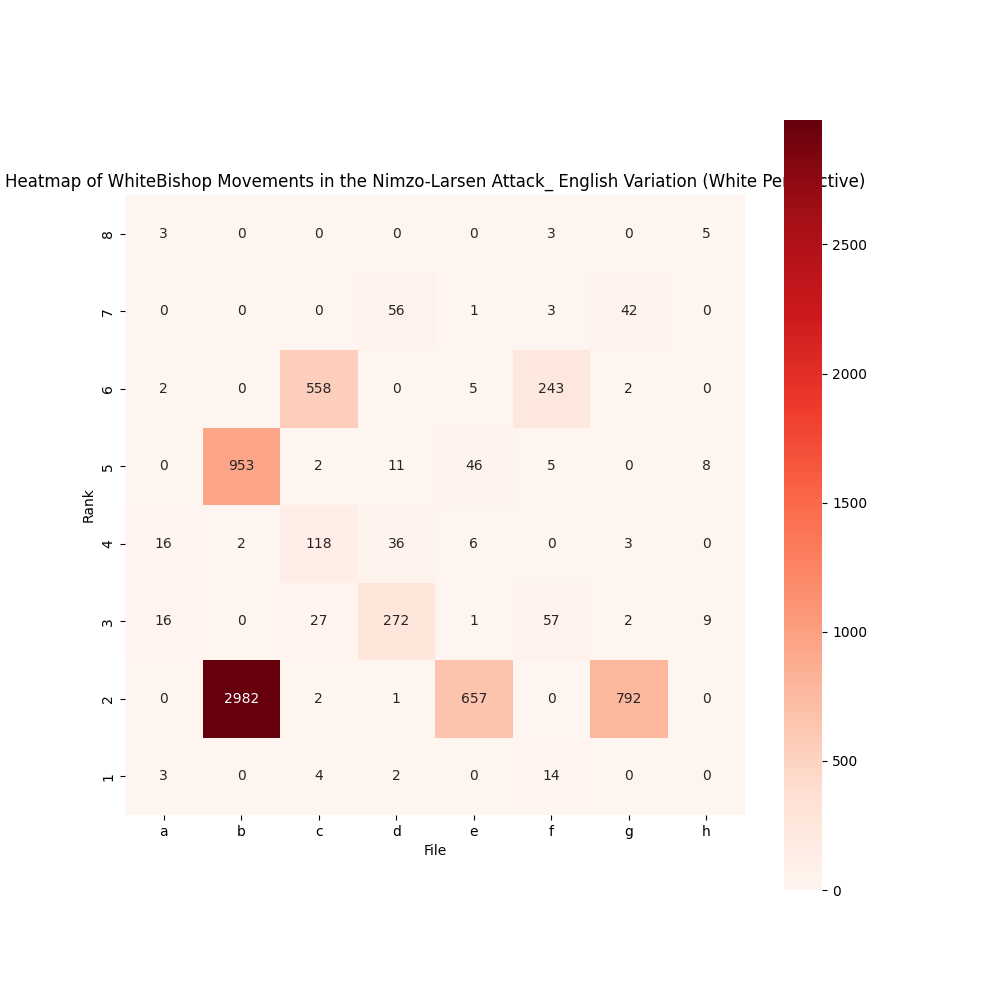 Heatmap of WhiteBishop Movements in the Nimzo-Larsen Attack_ English Variation (White Pe ctive)
8 3 0 0 0 0 3 0 5
7 0 0 0 56 1 3 42 0
6 2 0 558 0 5 243 2 0
5 0 953 2 11 46 5 0 8
4 16 2 118 36 6 0 3 0
3 16 0 27 272 1 57 2 9
2 0 2982 2 1 657 0 792 0
1 3 0 4 2 0 14 0 0
a b c d e f g h
File
Rank
2500
2000
1500
1000
500
0